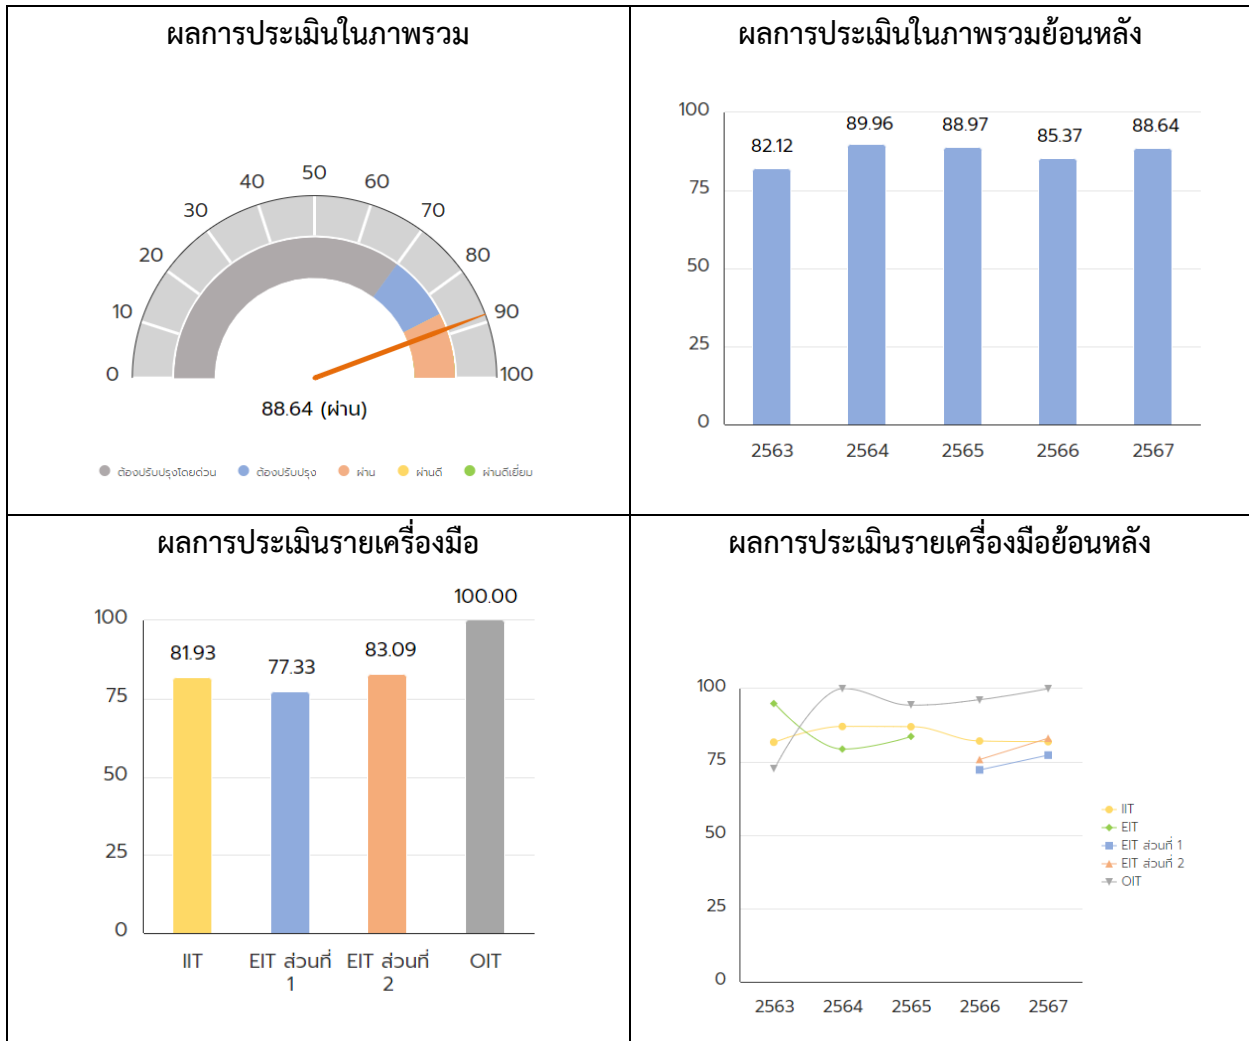 ผลการประเมินในภาพรวม
50
40
60
30
70
20
80
10
90
0
100
88.64 (ผ่าน)
ต้องปรับปรุงโดยด่วน ต้องปรับปรุง ผ่าน ผ่านดี ผ่านดีเยี่ยม
ผลการประเมินในภาพรวมย้อนหลัง
100
75
50
25
0
82.12 89.96 88.97 85.37 88.64
2563 2564 2565 2566 2567
ผลการประเมินรายเครื่องมือ
100
75
50
25
0
81.93 77.33 83.09 100.00
IIT EIT ส่วนที่ 1 EIT ส่วนที่ 2 OIT
ผลการประเมินรายเครื่องมือย้อนหลัง
100
75
50
25
0
2563 2564 2565 2566 2567
IIT
EIT
EIT ส่วนที่ 1
EIT ส่วนที่ 2
OIT